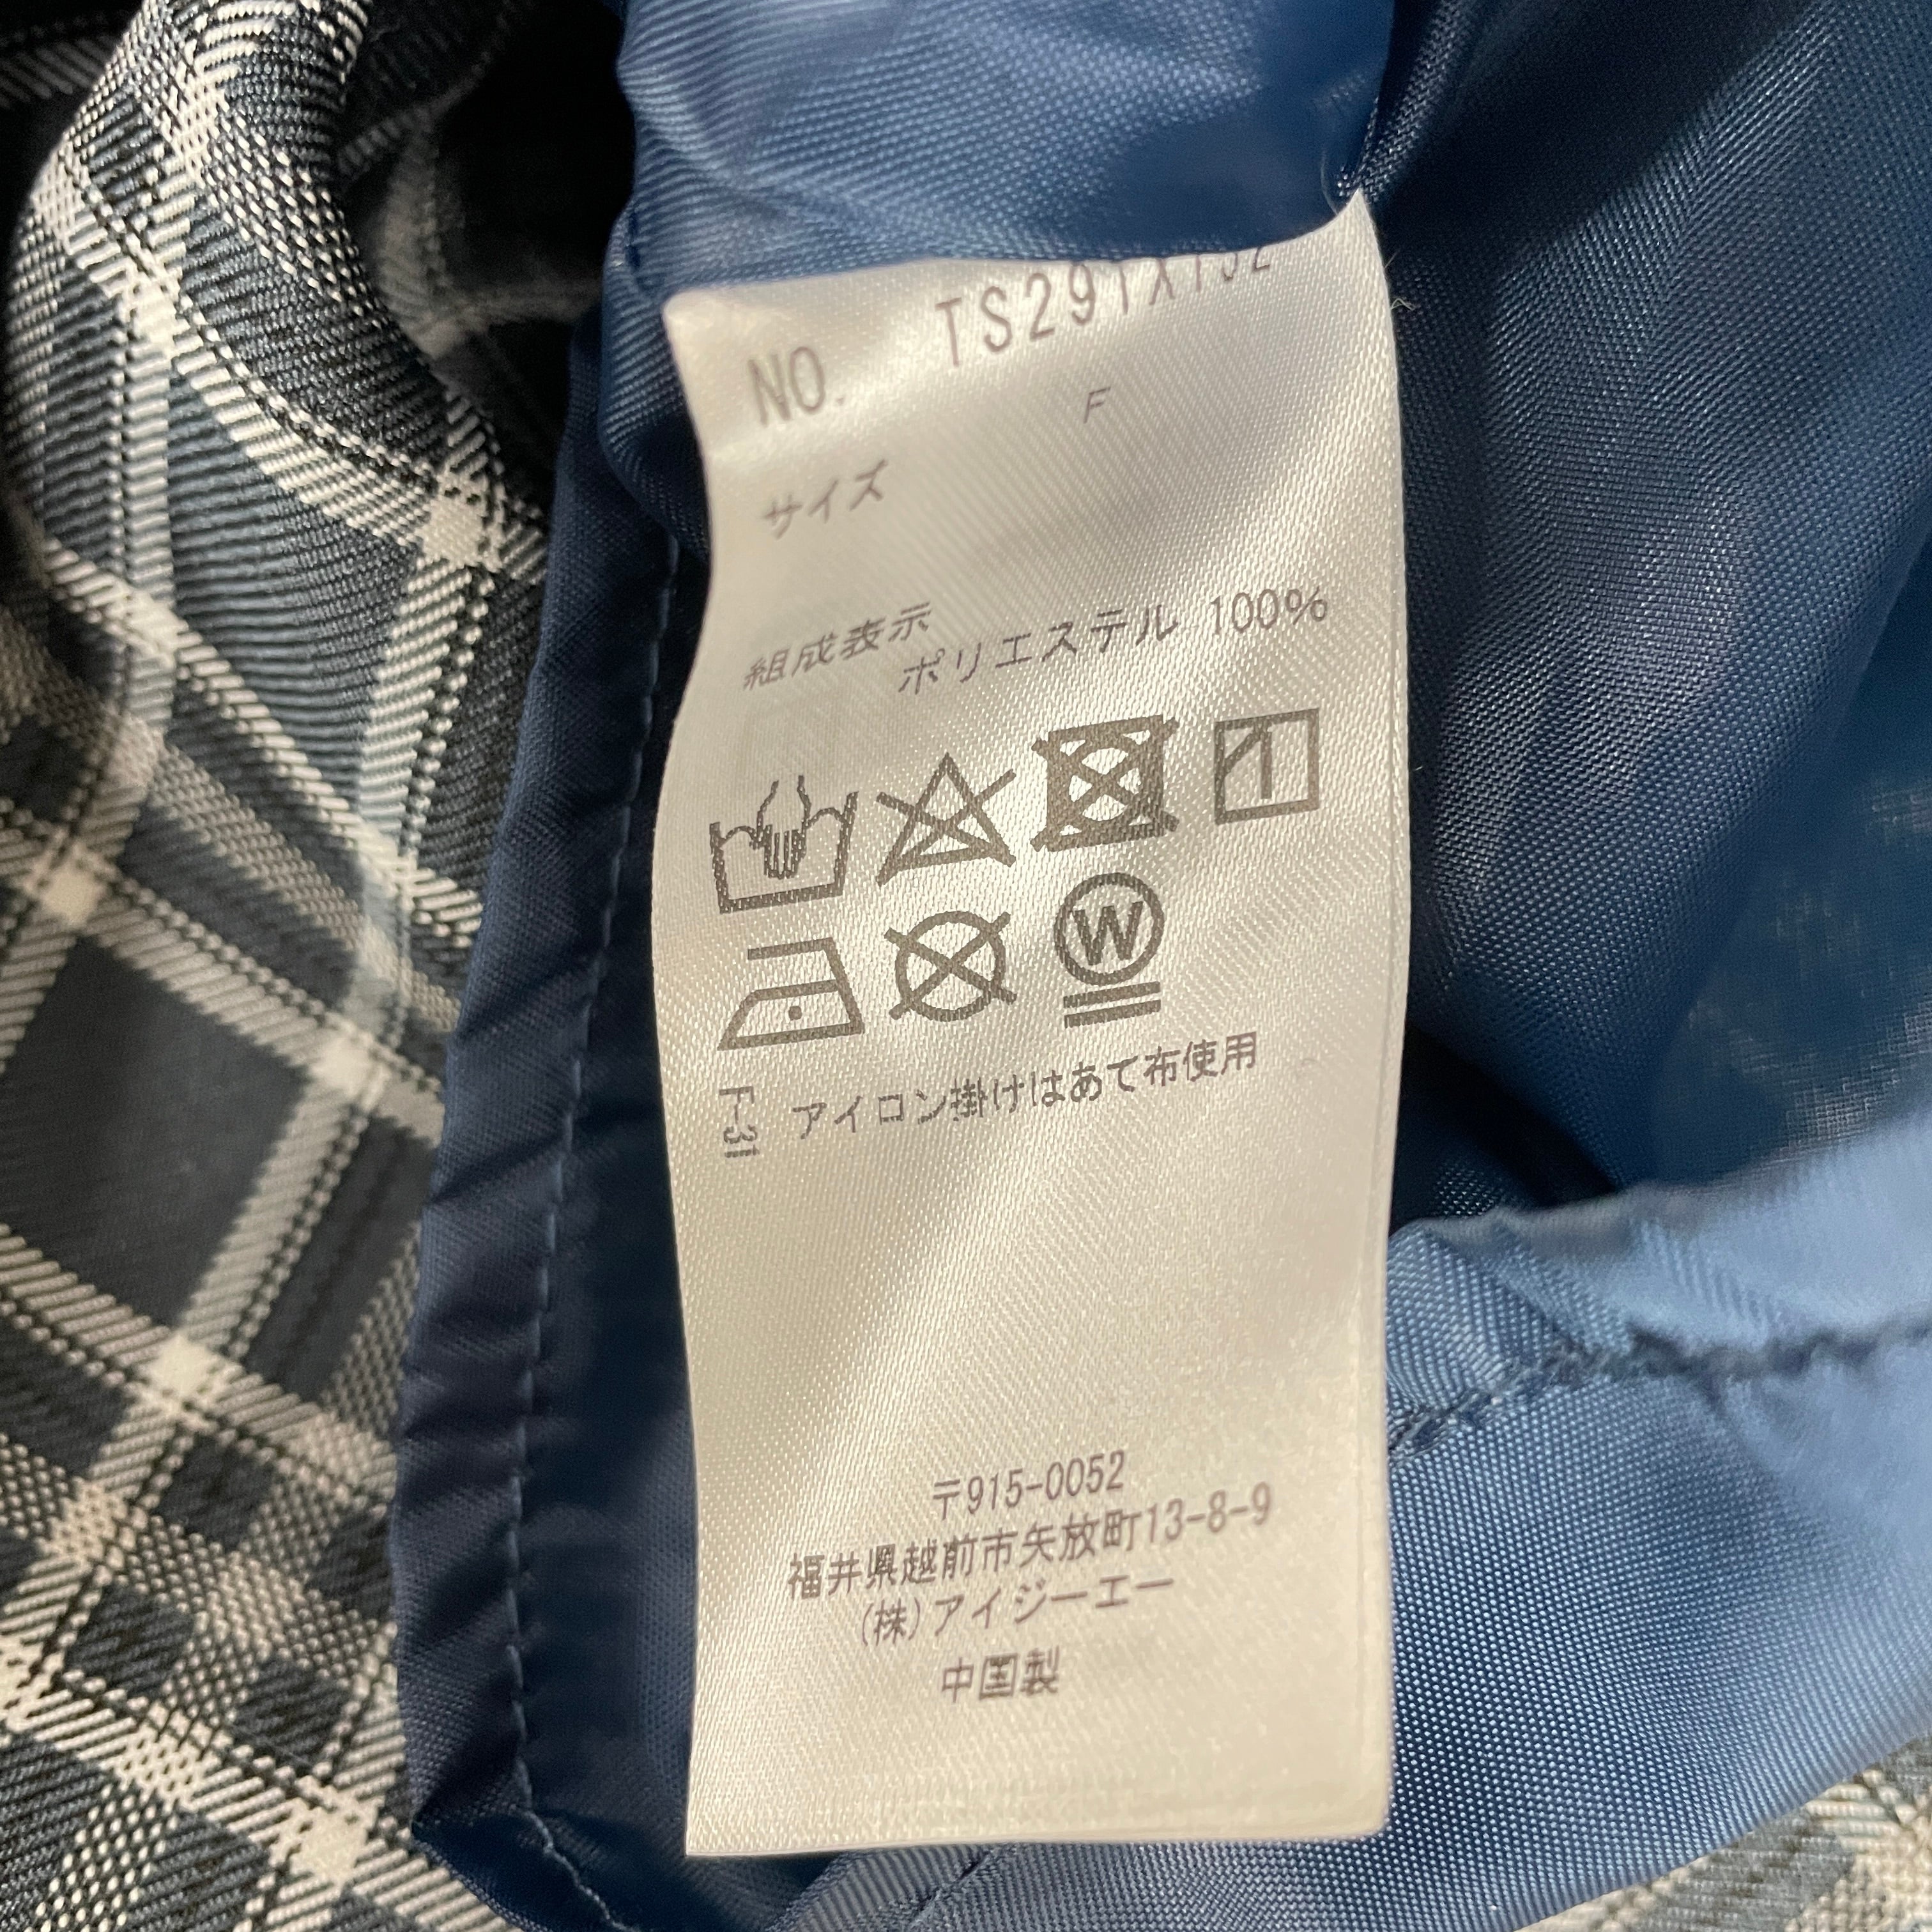 NO. TS291X132
F
サイズ
組成表示
ポリエステル 100%
W
F-31 アイロン掛けはあて布使用
〒915-0052
福井県越前市矢放町13-8-9
(株)アイジーエー
中国製